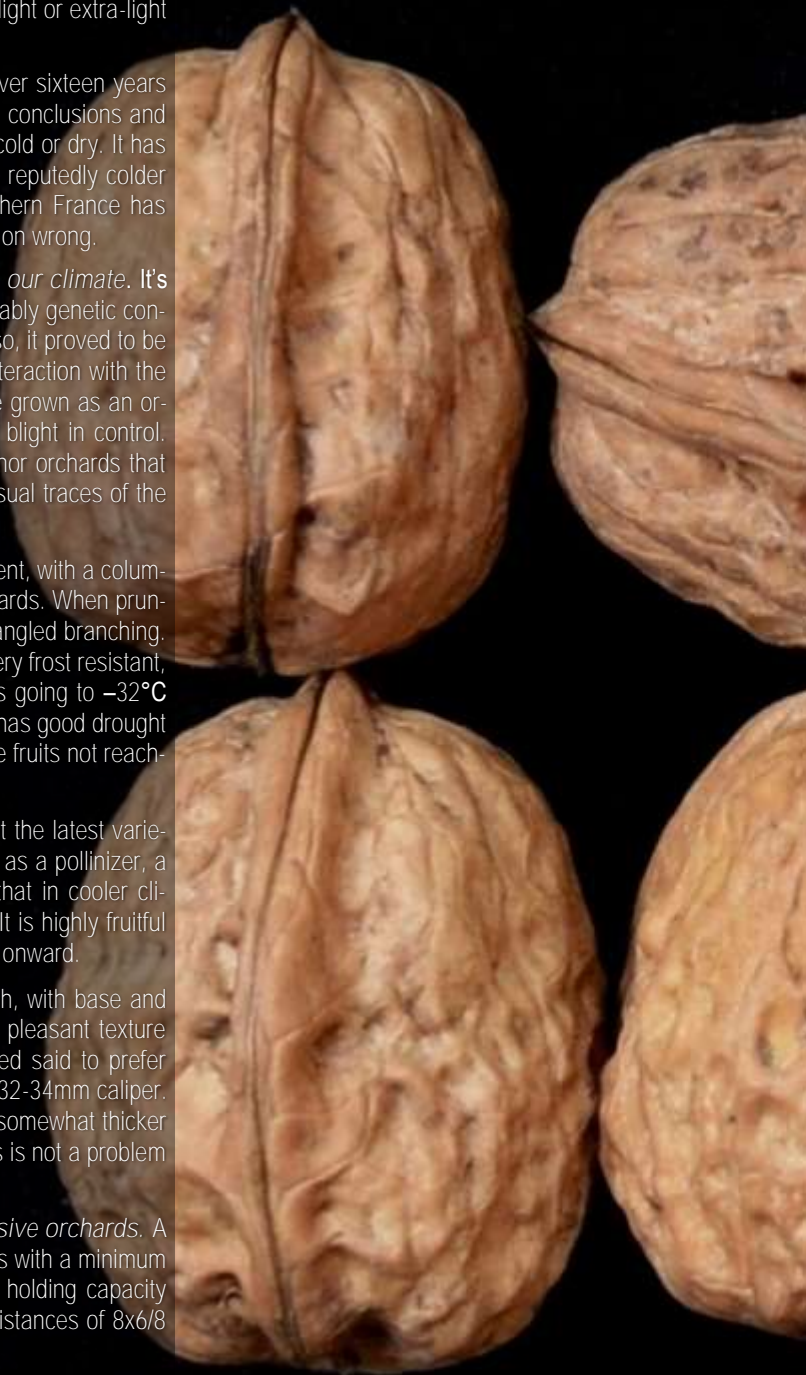 light or extra-light
ver sixteen years
conclusions and
cold or dry. It has
reputedly colder
thern France has
on wrong.
our climate. It's
ably genetic con-
so, it proved to be
teraction with the
e grown as an or-
blight in control.
nor orchards that
sual traces of the
ent, with a colum-
ards. When prun-
angled branching.
ery frost resistant,
s going to –32°C
has good drought
e fruits not reach-
t the latest varie-
as a pollinizer, a
that in cooler cli-
It is highly fruitful
onward.
h, with base and
pleasant texture
ed said to prefer
32-34mm caliper.
somewhat thicker
s is not a problem
sive orchards. A
s with a minimum
holding capacity
istances of 8x6/8